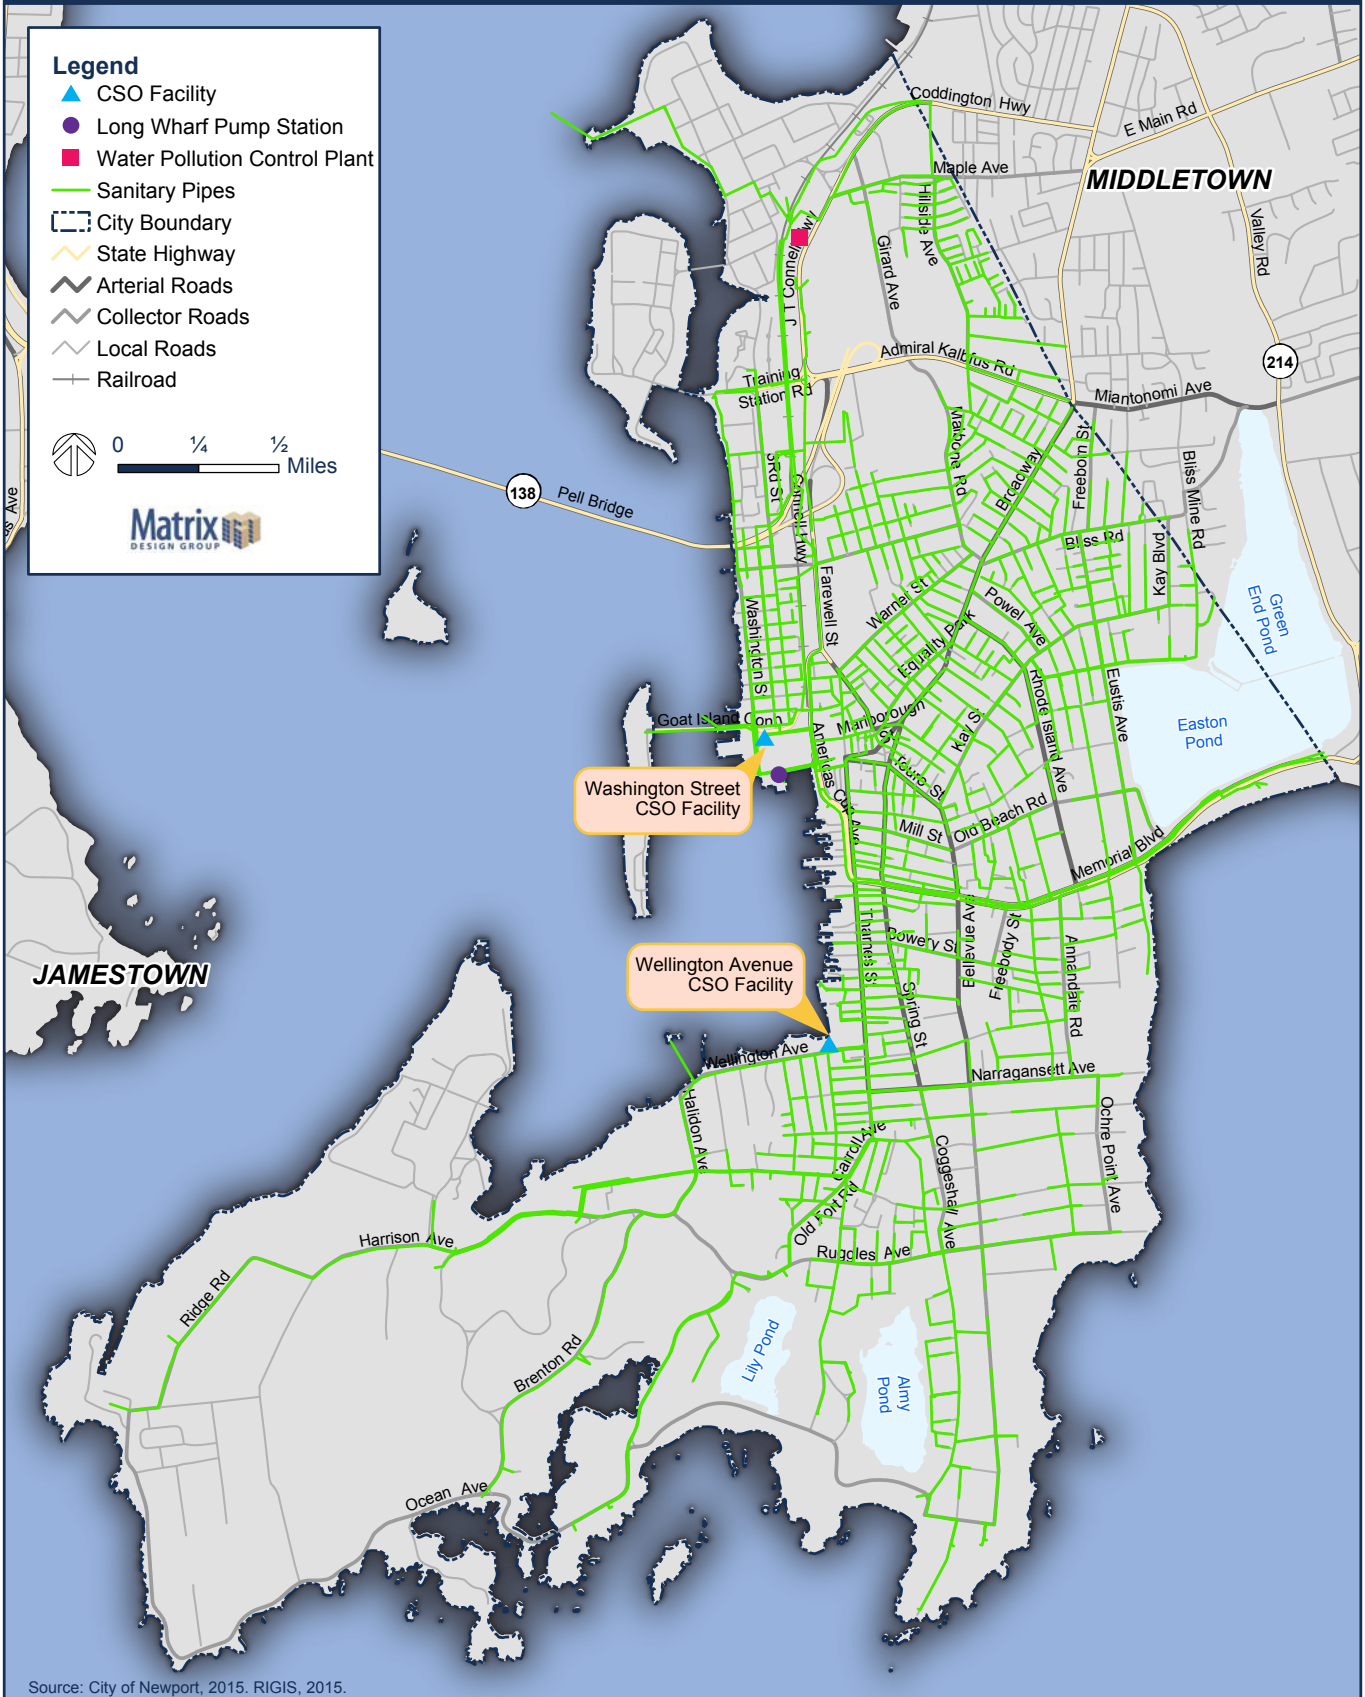 Legend
CSO Facility
Long Wharf Pump Station
Water Pollution Control Plant
Sanitary Pipes
City Boundary
State Highway
Arterial Roads
Collector Roads
Local Roads
Railroad
0 ¼ ½
Miles
Matrix
DESIGN GROUP
Coddington Hwy
E Main Rd
Maple Ave
MIDDLETOWN
Hillside Ave
Valley Rd
Girard Ave
J T Connell Hwy
214
Admiral Kalbfus Rd
Training
Station Rd
Miantonomi Ave
Malbone Rd
Broadway
Freeborn St
Bliss Mine Rd
3Rd St
Connell Hwy
138
Pell Bridge
Bliss Rd
Kay Blvd
Farewell St
Warner St
Powel Ave
Green
End Pond
Washington S
Equality Park
Rhode Island Ave
Eustis Ave
Goat Island Conn
Marlborough
St
Kay St
Easton
Pond
Americas Cup Ave
Touro St
Washington Street
CSO Facility
Mill St
Old Beach Rd
Memorial Blvd
Thames St
Bowery St
Bellevue Ave
Freebody St
Annandale Rd
JAMESTOWN
Wellington Avenue
CSO Facility
Spring St
Wellington Ave
Narragansett Ave
Halidon Ave
Carroll Ave
Coggeshall Ave
Ochre Point Ave
Old Fort Rd
Harrison Ave
Ruggles Ave
Ridge Rd
Brenton Rd
Lily Pond
Almy
Pond
Ocean Ave
Source: City of Newport, 2015. RIGIS, 2015.